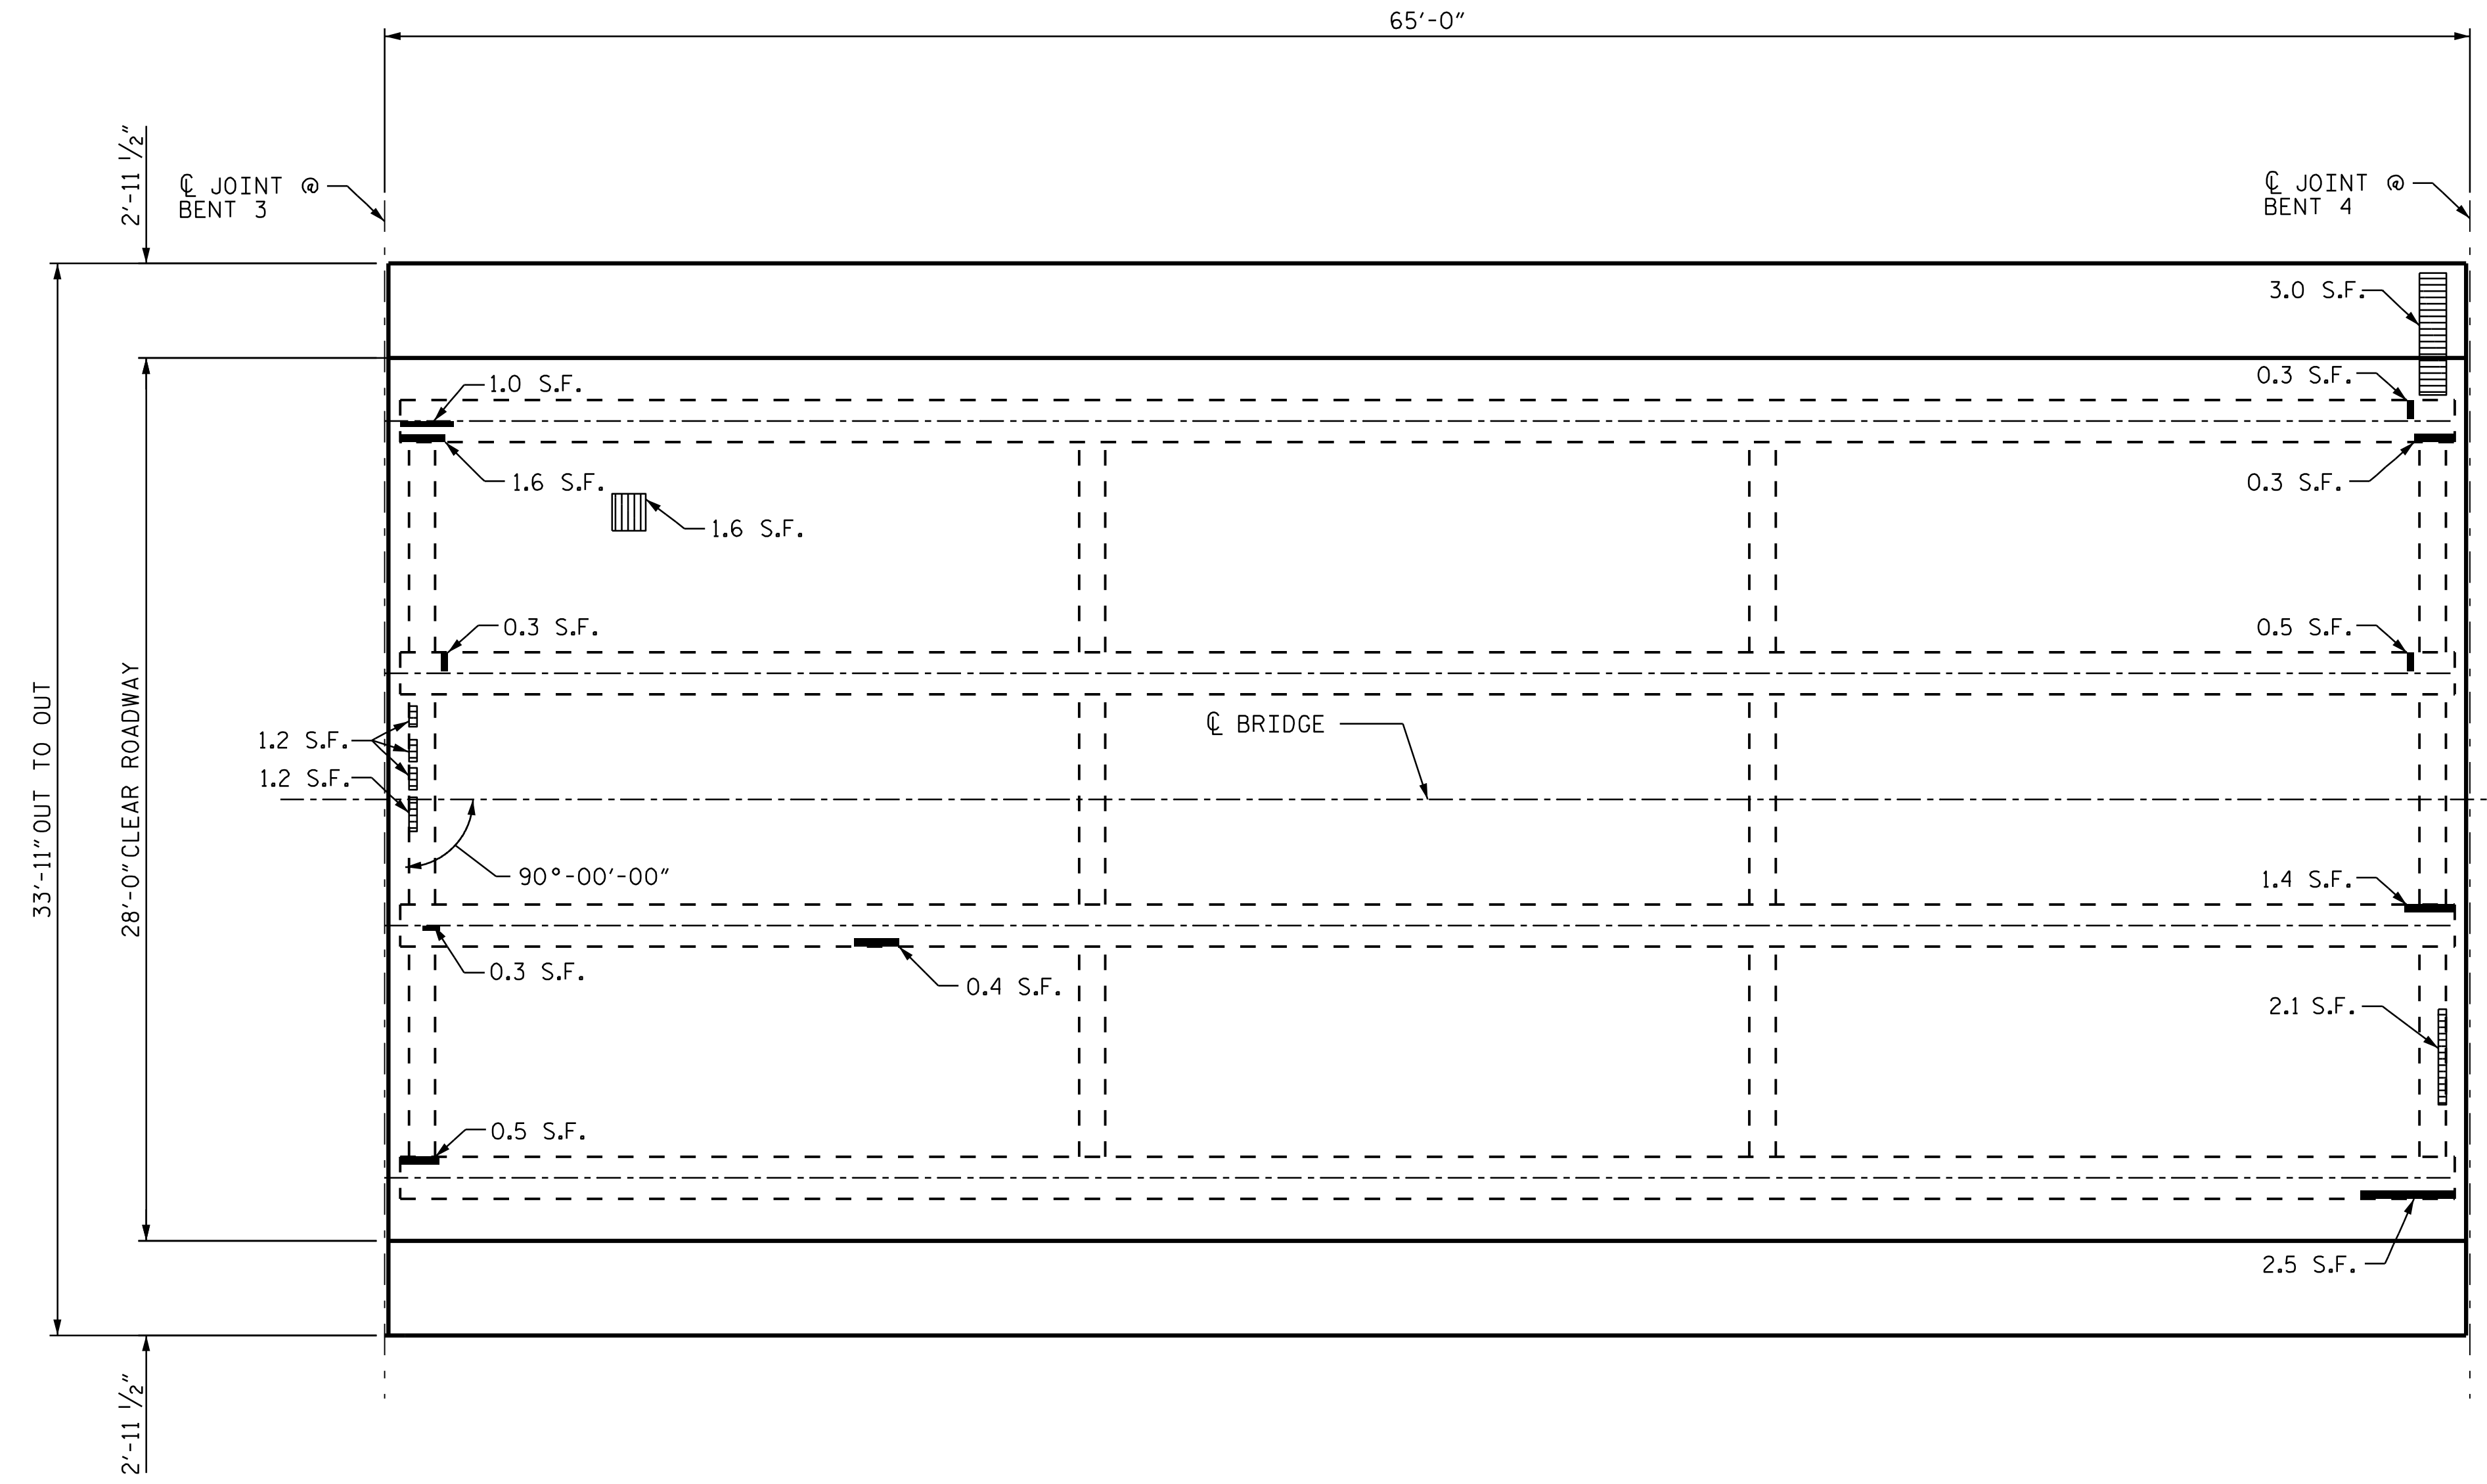 65'-0"
2'-11 1/2"
℄ JOINT @
BENT 3
℄ JOINT @
BENT 4
3.0 S.F.
1.0 S.F.
0.3 S.F.
1.6 S.F.
0.3 S.F.
1.6 S.F.
0.3 S.F.
0.5 S.F.
33'-11" OUT TO OUT
28'-0" CLEAR ROADWAY
1.2 S.F.
℄ BRIDGE
1.2 S.F.
90°-00'-00"
1.4 S.F.
0.3 S.F.
0.4 S.F.
2.1 S.F.
0.5 S.F.
2.5 S.F.
2'-11 1/2"